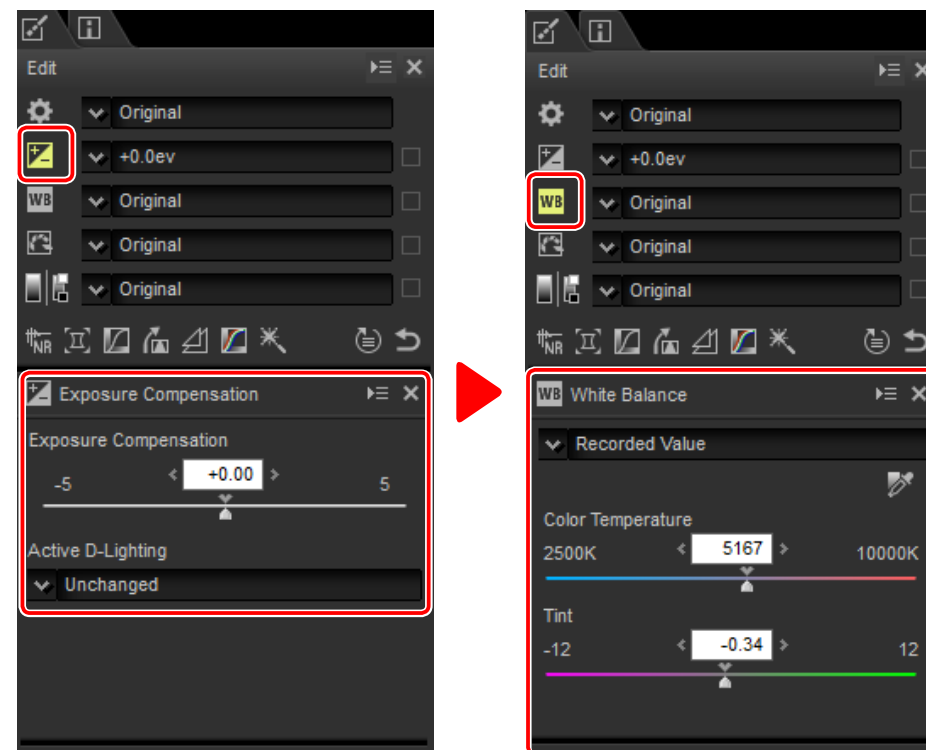 Edit
Original
+0.0ev
WB Original
Original
Original
NR
Exposure Compensation
Exposure Compensation
-5 +0.00 5
Active D-Lighting
Unchanged
Edit
Original
+0.0ev
WB Original
Original
Original
NR
WB White Balance
Recorded Value
Color Temperature
2500K 5167 10000K
Tint
-12 -0.34 12